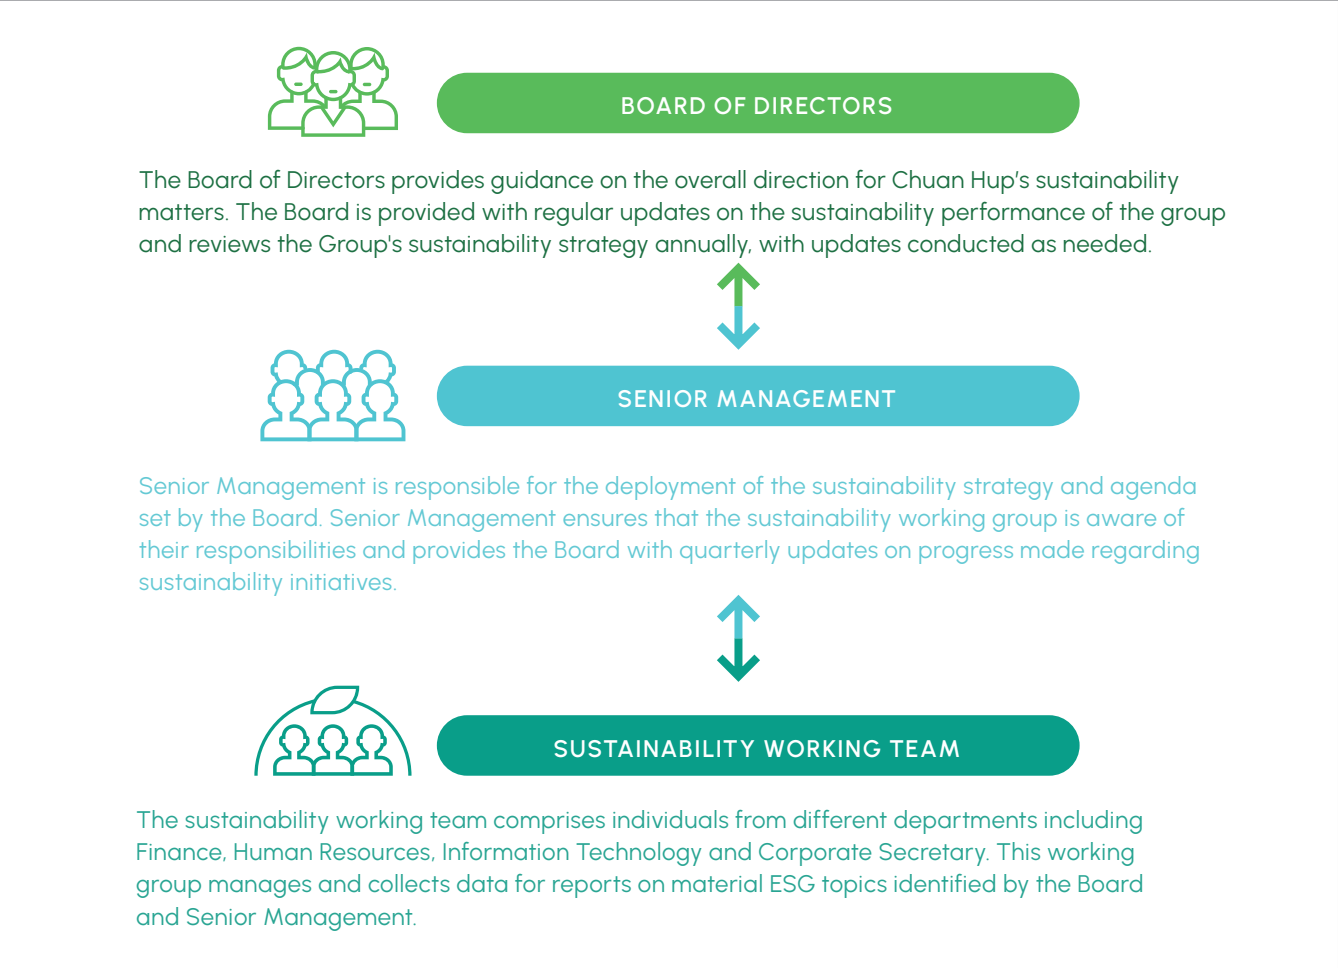 BOARD OF DIRECTORS
The Board of Directors provides guidance on the overall direction for Chuan Hup’s sustainability
matters. The Board is provided with regular updates on the sustainability performance of the group
and reviews the Group's sustainability strategy annually, with updates conducted as needed.
SENIOR MANAGEMENT
Senior Management is responsible for the deployment of the sustainability strategy and agenda
set by the Board. Senior Management ensures that the sustainability working group is aware of
their responsibilities and provides the Board with quarterly updates on progress made regarding
sustainability initiatives.
SUSTAINABILITY WORKING TEAM
The sustainability working team comprises individuals from different departments including
Finance, Human Resources, Information Technology and Corporate Secretary. This working
group manages and collects data for reports on material ESG topics identified by the Board
and Senior Management.